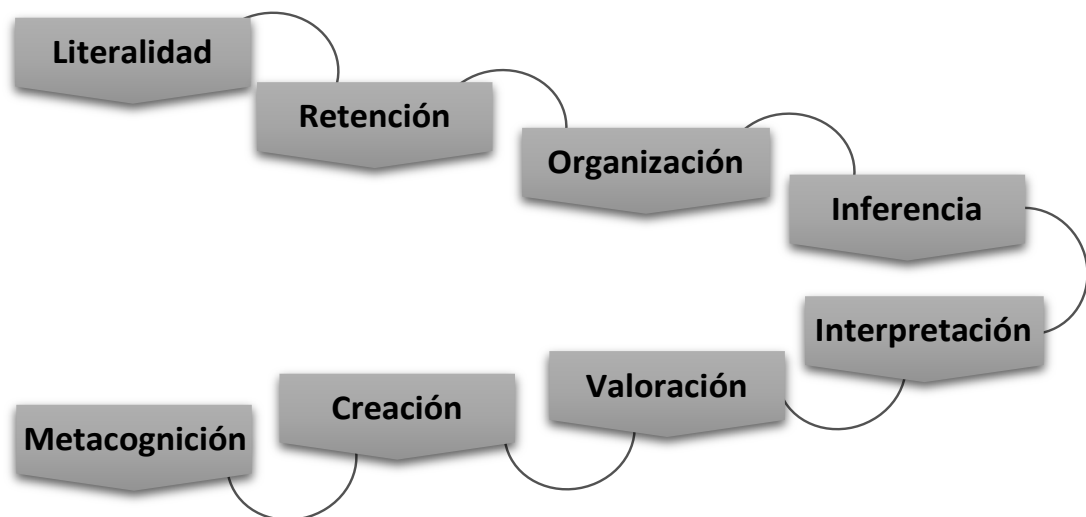 Literalidad
Retención
Organización
Inferencia
Interpretación
Valoración
Creación
Metacognición